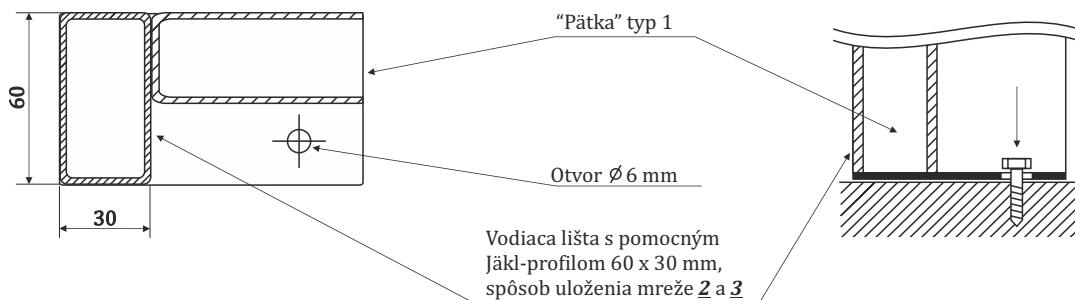 "Pätka" typ 1
60
Otvor Ø 6 mm
30
Vodiaca lišta s pomocným
Jäkl-profilom 60 x 30 mm,
spôsob uloženia mreže 2 a 3